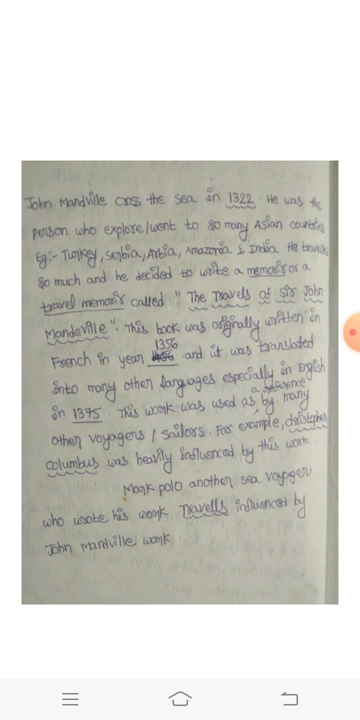 John Mandville cross the sea in 1322. He was the
person who explore/went to so many Asian countries
Eg:- Turkey, Serbia, Arbia, Amazonia & India. He travels
so much and he decided to write a memoir or a
travel memoir called "The Travels of Sir John
Mandeville". This book was originally written in
French in year 1356 and it was translated
into many other languages especially in English
in 1375. This work was used as a reference by many
other voyagers / sailors. For example, christopher
columbus was heavily influenced by this work.
Mark polo another sea voyager
who wrote his work Travells influenced by
John Mandville work